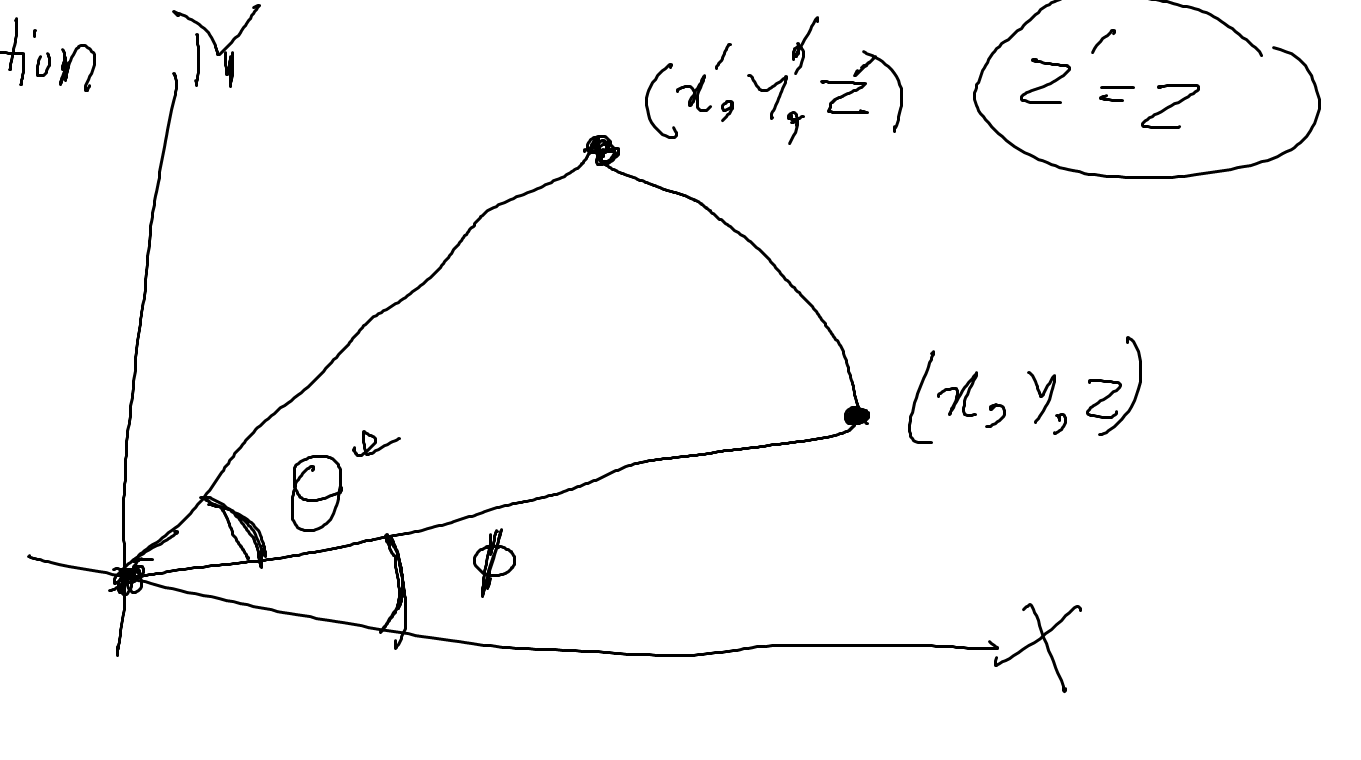 tion
Y
(x', y', z')
z' = z
(x, y, z)
θ
φ
X